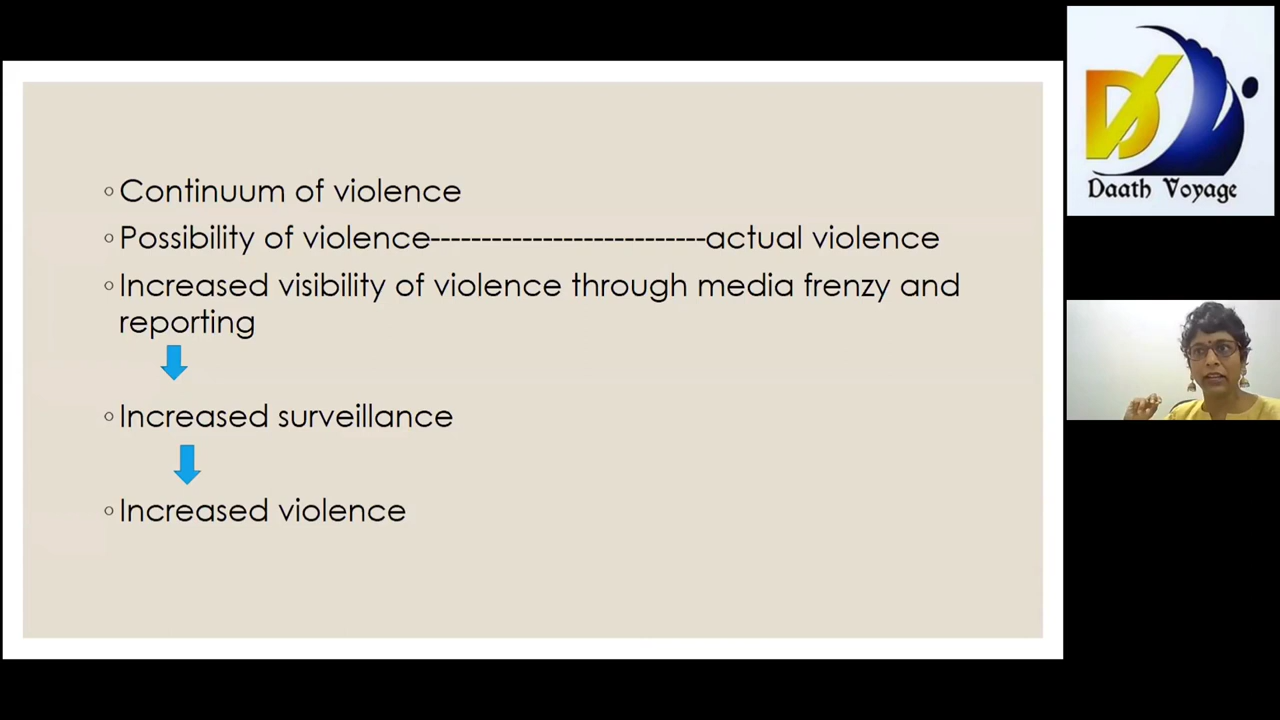 ◦Continuum of violence
◦Possibility of violence---------------------------actual violence
◦Increased visibility of violence through media frenzy and
reporting
◦Increased surveillance
◦Increased violence
Daath Voyage